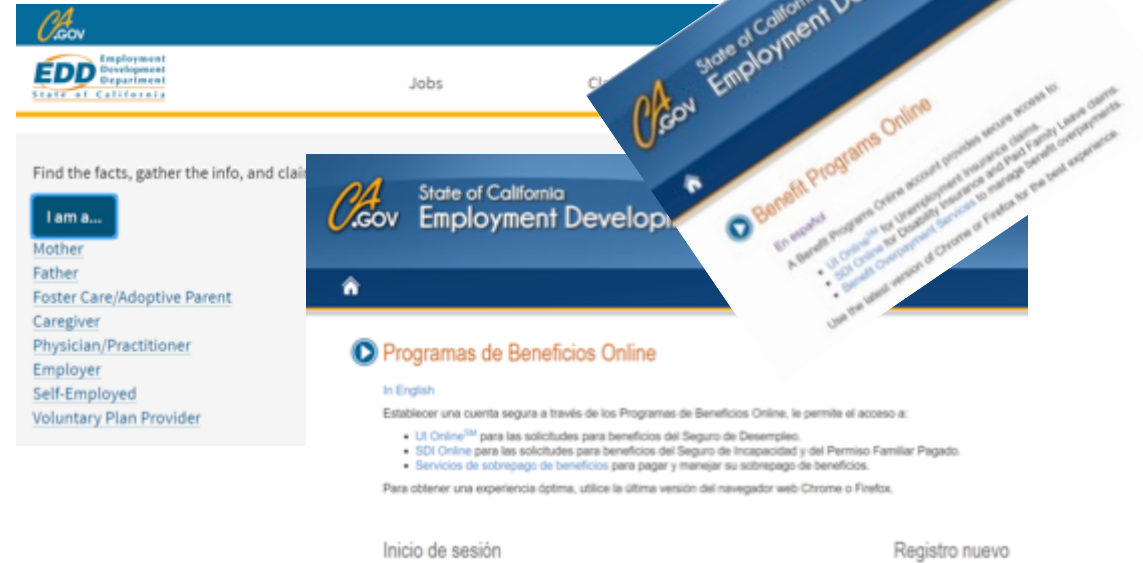 CA.GOV
EDD Employment
Development
Department
State of California
Jobs
Cl
Find the facts, gather the info, and clai
I am a...
Mother
Father
Foster Care/Adoptive Parent
Caregiver
Physician/Practitioner
Employer
Self-Employed
Voluntary Plan Provider
CA.GOV
State of California
Employment Develop
Programas de Beneficios Online
In English
Establecer una cuenta segura a través de los Programas de Beneficios Online, le permite el acceso a:
• UI Online℠ para las solicitudes para beneficios del Seguro de Desempleo.
• SDI Online para las solicitudes para beneficios del Seguro de Incapacidad y del Permiso Familiar Pagado.
• Servicios de sobrepago de beneficios para pagar y manejar su sobrepago de beneficios.
Para obtener una experiencia óptima, utilice la última versión del navegador web Chrome o Firefox.
Inicio de sesión
Registro nuevo
CA.GOV
State of California
Employment De
Benefit Programs Online
En español
A Benefit Programs Online account provides secure access to:
• UI Online℠ for Unemployment Insurance claims.
• SDI Online for Disability Insurance and Paid Family Leave claims.
• Benefit Overpayment Services to manage benefit overpayments.
Use the latest version of Chrome or Firefox for the best experience.